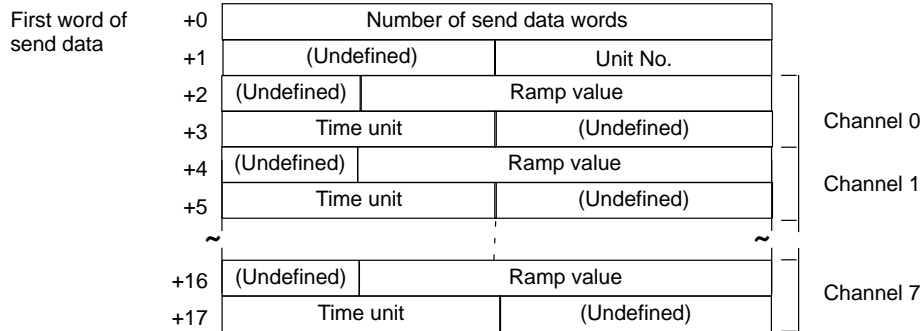 First word of +0 Number of send data words
send data
+1 (Undefined) Unit No.
+2 (Undefined) Ramp value
Channel 0
+3 Time unit (Undefined)
+4 (Undefined) Ramp value
Channel 1
+5 Time unit (Undefined)
~ ~
+16 (Undefined) Ramp value
Channel 7
+17 Time unit (Undefined)